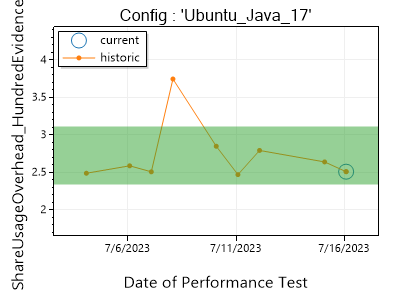 Config : 'Ubuntu_Java_17'
current
historic
ShareUsageOverhead_HundredEvidence
4
3.5
3
2.5
2
7/6/2023
7/11/2023
7/16/2023
Date of Performance Test